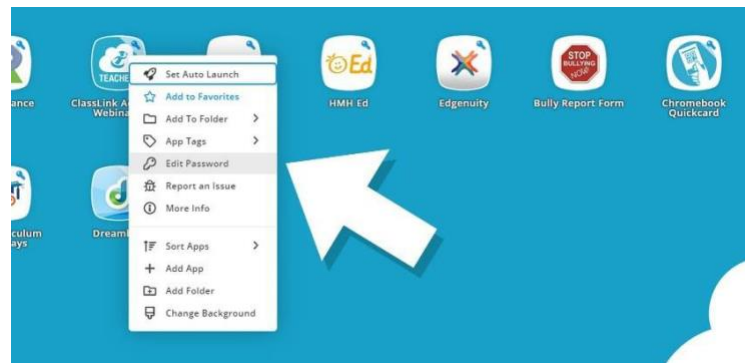 TEACHE
Ed
STOP
BULLYING
NOW
ance
ClassLink A
Webina
HMH Ed
Edgenuity
Bully Report Form
Chromebook
Quickcard
Set Auto Launch
Add to Favorites
Add To Folder
App Tags
Edit Password
Report an Issue
More Info
Sort Apps
Add App
Add Folder
Change Background
culum
ays
Dream